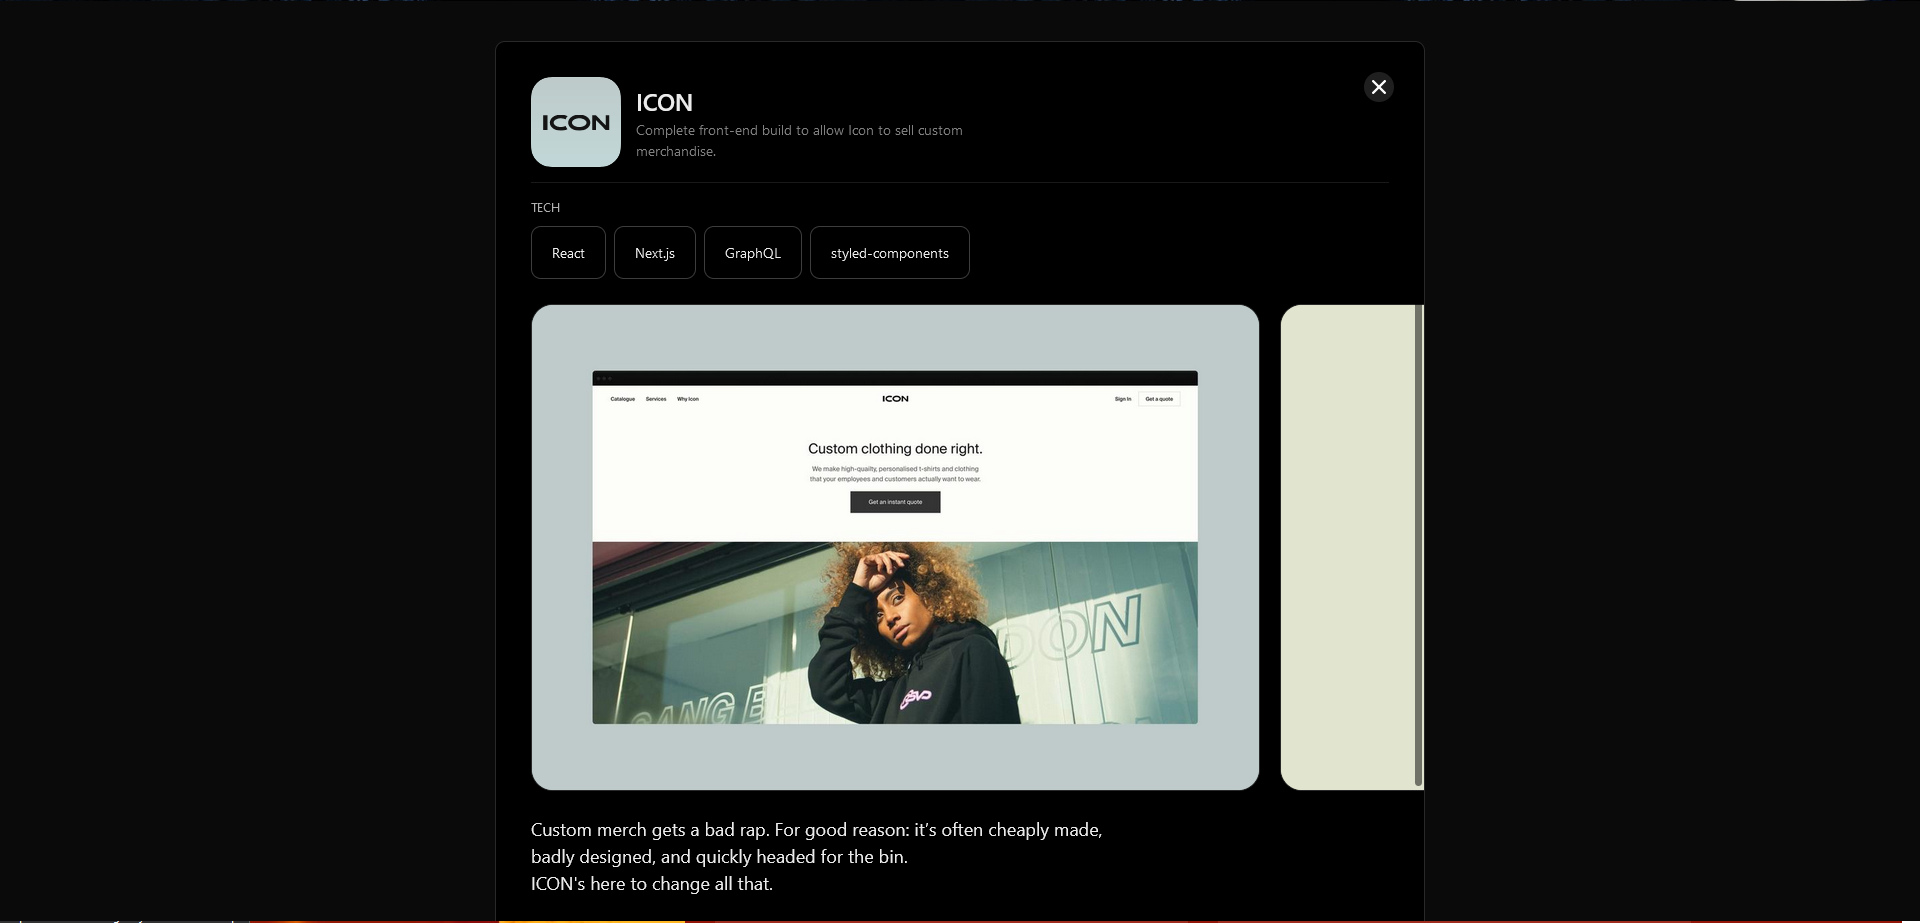 ICON
ICON
Complete front-end build to allow Icon to sell custom
merchandise.
TECH
React
Next.js
GraphQL
styled-components
Catalogue Services Why Icon ICON Sign In Get a quote
Custom clothing done right.
We make high-quailty, personalised t-shirts and clothing
that your employees and customers actually want to wear.
Get an instant quote
DON
SANG B
Custom merch gets a bad rap. For good reason: it’s often cheaply made,
badly designed, and quickly headed for the bin.
ICON's here to change all that.